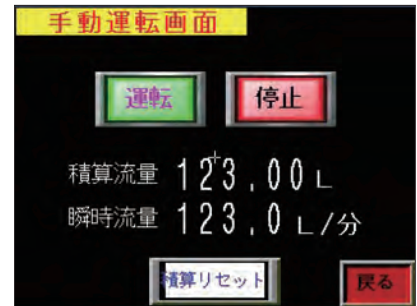 手動運転画面
運転 停止
積算流量 123.00 L
瞬時流量 123.0 L/分
積算リセット 戻る